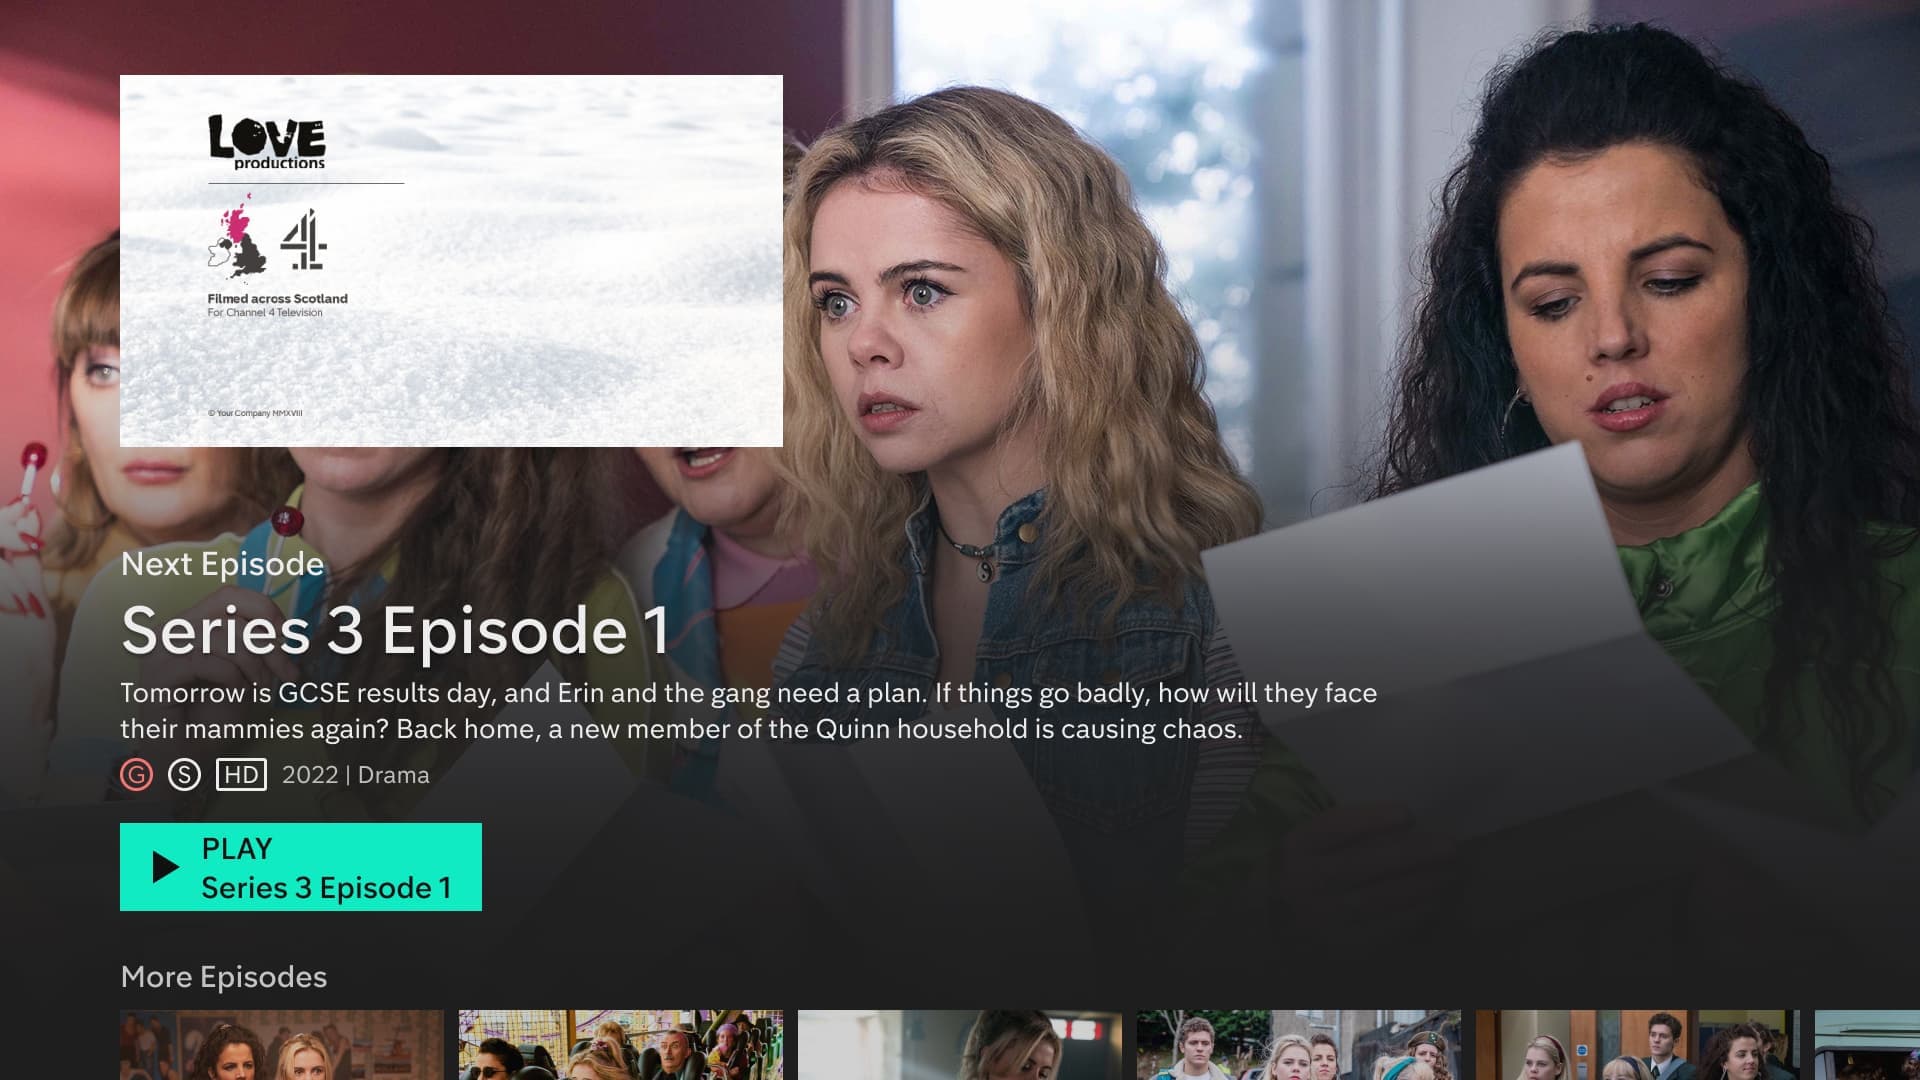 LOVE
productions
4
Filmed across Scotland
For Channel 4 Television
© Your Company MMXVIII
Next Episode
Series 3 Episode 1
Tomorrow is GCSE results day, and Erin and the gang need a plan. If things go badly, how will they face
their mammies again? Back home, a new member of the Quinn household is causing chaos.
G S HD 2022 | Drama
PLAY
Series 3 Episode 1
More Episodes